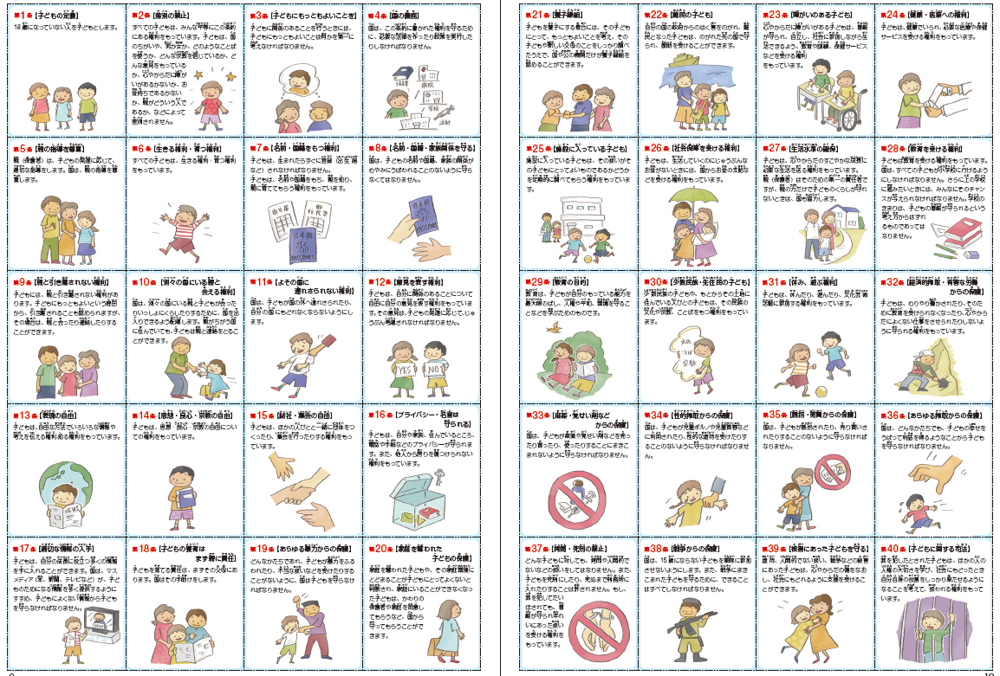 第1条【子どもの定義】
18歳になっていない人を子どもとします。
第2条【差別の禁止】
すべての子どもは、みんな平等にこの条約
にある権利をもっています。子どもは、国
のちがいや、男か女か、どのようなことば
を使うか、どんな宗教を信じているか、ど
んな意見をもっている
か、心やからだに障が
いがあるかないか、お
金持ちであるかない
か、親がどういう人で
あるか、などによって
差別されません。
第3条【子どもにもっともよいことを】
子どもに関係のあることを行うときには、
子どもにもっともよいことは何かを第一に
考えなければなりません。
第4条【国の義務】
国は、この条約に書かれた権利を守るため
に、必要な法律を作ったり政策を実行した
りしなければなりません。
法律
病院
学校
注射
第5条【親の指導を尊重】
親（保護者）は、子どもの発達に応じて、
適切な指導をします。国は、親の指導を尊
重します。
第6条【生きる権利・育つ権利】
すべての子どもは、生きる権利・育つ権利
をもっています。
第7条【名前・国籍をもつ権利】
子どもは、生まれたらすぐに登録（出生届
など）されなければなりません。
子どもは、名前や国籍をもち、親を知り、
親に育ててもらう権利をもっています。
出生届
住民票
日本国
PASSPORT
第8条【名前・国籍・家族関係を守る】
国は、子どもの名前や国籍、家族の関係が
むやみにうばわれることのないように守ら
なくてはなりません。
日本国
PASSPORT
第9条【親と引き離されない権利】
子どもには、親と引き離されない権利があ
ります。子どもにもっともよいという理由
から、引き離されることも認められますが、
その場合は、親と会ったり連絡したりする
ことができます。
第10条【別々の国にいる親と
会える権利】
国は、別々の国にいる親と子どもが会った
りいっしょにくらしたりするために、国を出
入りできるよう配慮します。親がちがう国
に住んでいても、子どもは親と連絡をとるこ
とができます。
第11条【よその国に
連れさられない権利】
国は、子どもが国の外へ連れさられたり、
自分の国にもどれなくならないようにし
ます。
第12条【意見を表す権利】
子どもは、自分に関係のあることについて
自由に自分の意見を表す権利をもっていま
す。その意見は、子どもの発達に応じて、じゅ
うぶん考慮されなければなりません。
YES
NO
第13条【表現の自由】
子どもは、自由な方法でいろいろな情報や
考えを伝える権利、知る権利をもっています。
NEWS
第14条【思想・良心・宗教の自由】
子どもは、思想・良心・宗教の自由につい
ての権利をもっています。
第15条【結社・集会の自由】
子どもは、ほかの人びとと一緒に団体をつ
くったり、集会を行ったりする権利をもっ
ています。
第16条【プライバシー・名誉は
守られる】
子どもは、自分や家族、住んでいるところ、
電話や手紙などのプライバシーが守られま
す。また、他人から誇りを傷つけられない
権利をもっています。
第17条【適切な情報の入手】
子どもは、自分の成長に役立つ多くの情報
を手に入れることができます。国は、マス
メディア（本、新聞、テレビなど）が、子ど
ものためになる情報を多く提供するように
すすめ、子どもによくない情報から子ども
を守らなければなりません。
第18条【子どもの養育は
まず親に責任】
子どもを育てる責任は、まずその父母にあ
ります。国はその手助けをします。
第19条【あらゆる暴力からの保護】
どんなかたちであれ、子どもが暴力をふる
われたり、不当な扱いなどを受けたりする
ことがないように、国は子どもを守らなけ
ればなりません。
第20条【家庭を奪われた
子どもの保護】
家庭を奪われた子どもや、その家庭環境に
とどまることが子どもにとってよくないと
判断され、家庭にいることができなくなっ
た子どもは、かわりの
保護者や家庭を用意し
てもらうなど、国から
守ってもらうことがで
きます。
第21条【養子縁組】
子どもを養子にする場合には、その子ども
にとって、もっともよいことを考え、その
子どもや新しい父母のことをしっかり調べ
たうえで、国や公の機関だけが養子縁組を
認めることができます。
第22条【難民の子ども】
自分の国の政府からのはく害をのがれ、難
民となった子どもは、のがれた先の国で守
られ、援助を受けることができます。
第23条【障がいのある子ども】
心やからだに障がいがある子どもは、尊厳
が守られ、自立し、社会に参加しながら生
活できるよう、教育や訓練、保健サービス
などを受ける権利
をもっています。
第24条【健康・医療への権利】
子どもは、健康でいられ、必要な医療や保健
サービスを受ける権利をもっています。
第25条【施設に入っている子ども】
施設に入っている子どもは、その扱いがそ
の子どもにとってよいものであるかどうか
を定期的に調べてもらう権利をもっていま
す。
第26条【社会保障を受ける権利】
子どもは、生活していくのにじゅうぶんな
お金がないときには、国からお金の支給な
どを受ける権利をもっています。
第27条【生活水準の確保】
子どもは、心やからだのすこやかな成長に
必要な生活を送る権利をもっています。
親（保護者）はそのための第一の責任者で
すが、親の力だけで子どものくらしが守れ
ないときは、国も協力します。
第28条【教育を受ける権利】
子どもは教育を受ける権利をもっています。
国は、すべての子どもが小学校に行けるよう
にしなければなりません。さらに上の学校
に進みたいときには、みんなにそのチャン
スが与えられなければなりません。学校の
きまりは、子どもの尊厳が守られるという
考え方からはずれ
るものであっては
なりません。
第29条【教育の目的】
教育は、子どもが自分のもっている能力を
最大限のばし、人権や平和、環境を守るこ
となどを学ぶためのものです。
第30条【少数民族・先住民の子ども】
少数民族の子どもや、もとからその土地に
住んでいる人びとの子どもは、その民族の
文化や宗教、ことばをもつ権利をもってい
ます。
文化
ことば
宗教
第31条【休み、遊ぶ権利】
子どもは、休んだり、遊んだり、文化芸術
活動に参加する権利をもっています。
第32条【経済的搾取・有害な労働
からの保護】
子どもは、むりやり働かされたり、そのた
めに教育を受けられなくなったり、心やから
だによくない仕事をさせられたりしないよ
うに守られる権利をもっています。
第33条【麻薬・覚せい剤など
からの保護】
国は、子どもが麻薬や覚せい剤などを売っ
たり買ったり、使ったりすることにまきこ
まれないように守らなければなりません。
第34条【性的搾取からの保護】
国は、子どもが児童ポルノや児童買春など
に利用されたり、性的な虐待を受けたりす
ることのないように守らなければなりませ
ん。
第35条【誘拐・売買からの保護】
国は、子どもが誘拐されたり、売り買いさ
れたりすることのないように守らなければ
なりません。
第36条【あらゆる搾取からの保護】
国は、どんなかたちでも、子どもの幸せを
うばって利益を得るようなことから子ども
を守らなければなりません。
第37条【拷問・死刑の禁止】
どんな子どもに対しても、拷問や人間的で
ないなどの扱いをしてはなりません。また、
子どもを死刑にしたり、死ぬまで刑務所に
入れたりすることは許されません。もし、
罪を犯してたい
ほされても、尊
厳が守られ年れ
いにあった扱い
を受ける権利を
もっています。
第38条【戦争からの保護】
国は、15歳にならない子どもを軍隊に参加
させないようにします。また、戦争にまき
こまれた子どもを守るために、できること
はすべてしなければなりません。
第39条【被害にあった子どもを守る】
虐待、人間的でない扱い、戦争などの被害
にあった子どもは、心やからだの傷をなお
し、社会にもどれるように支援を受けるこ
とができます。
第40条【子どもに関する司法】
罪を犯したとされた子どもは、ほかの人の
人権の大切さを学び、社会にもどったとき
自分自身の役割をしっかり果たせるように
なることを考えて、扱われる権利をもって
います。